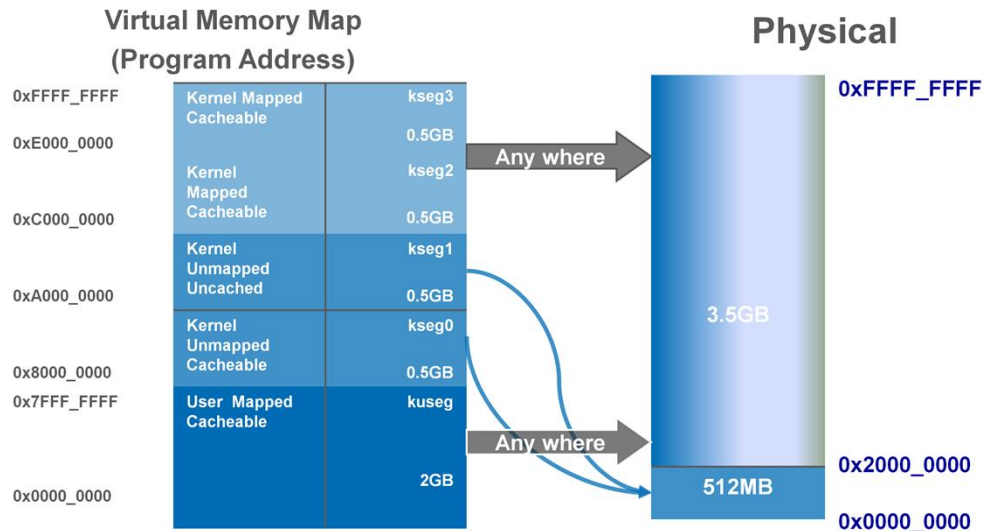 Virtual Memory Map
(Program Address)
Physical
0xFFFF_FFFF
Kernel Mapped
Cacheable
kseg3
0.5GB
0xE000_0000
Kernel
Mapped
Cacheable
kseg2
0.5GB
0xC000_0000
Kernel
Unmapped
Uncached
kseg1
0.5GB
0xA000_0000
Kernel
Unmapped
Cacheable
kseg0
0.5GB
0x8000_0000
0x7FFF_FFFF
User Mapped
Cacheable
kuseg
2GB
0x0000_0000
Any where
Any where
0xFFFF_FFFF
3.5GB
0x2000_0000
512MB
0x0000_0000